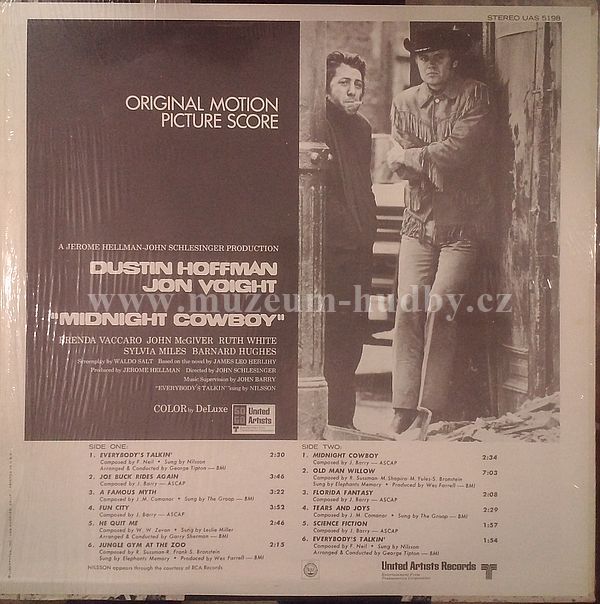 STEREO UAS 5198
ORIGINAL MOTION
PICTURE SCORE
A JEROME HELLMAN-JOHN SCHLESINGER PRODUCTION
DUSTIN HOFFMAN
JON VOIGHT
www.muzeum-hudby.cz
"MIDNIGHT COWBOY"
BRENDA VACCARO JOHN McGIVER RUTH WHITE
SYLVIA MILES BARNARD HUGHES
Screenplay by WALDO SALT Based on the novel by JAMES LEO HERLIHY
Produced by JEROME HELLMAN Directed by JOHN SCHLESINGER
Music Supervision by JOHN BARRY
"EVERYBODY'S TALKIN'" sung by NILSSON
COLOR by DeLuxe United Artists
SIDE ONE:
1. EVERYBODY'S TALKIN' 2:30
Composed by F. Neil • Sung by Nilsson
Arranged & Conducted by George Tipton—BMI
2. JOE BUCK RIDES AGAIN 3:46
Composed by J. Barry—ASCAP
3. A FAMOUS MYTH 3:22
Composed by J. M. Comanor • Sung by The Groop—BMI
4. FUN CITY 3:52
Composed by J. Barry—ASCAP
5. HE QUIT ME 2:46
Composed by W. W. Zevon • Sung by Leslie Miller
Arranged & Conducted by Garry Sherman—BMI
6. JUNGLE GYM AT THE ZOO 2:15
Composed by R. Sussman-R. Frank S. Bronstein
Sung by Elephants Memory • Produced by Wes Farrell—BMI
NILSSON appears through the courtesy of RCA Records
SIDE TWO:
1. MIDNIGHT COWBOY 2:34
Composed by J. Barry—ASCAP
2. OLD MAN WILLOW 7:03
Composed by R. Sussman M. Shapiro M. Yules-S. Bronstein
Sung by Elephants Memory • Produced by Wes Farrell—BMI
3. FLORIDA FANTASY 2:08
Composed by J. Barry—ASCAP
4. TEARS AND JOYS 2:29
Composed by J. M. Comanor • Sung by The Groop—BMI
5. SCIENCE FICTION 1:57
Composed by J. Barry—ASCAP
6. EVERYBODY'S TALKIN' 1:54
Composed by F. Neil • Sung by Nilsson
Arranged & Conducted by George Tipton—BMI
United Artists Records
Entertainment From
Transamerica Corporation